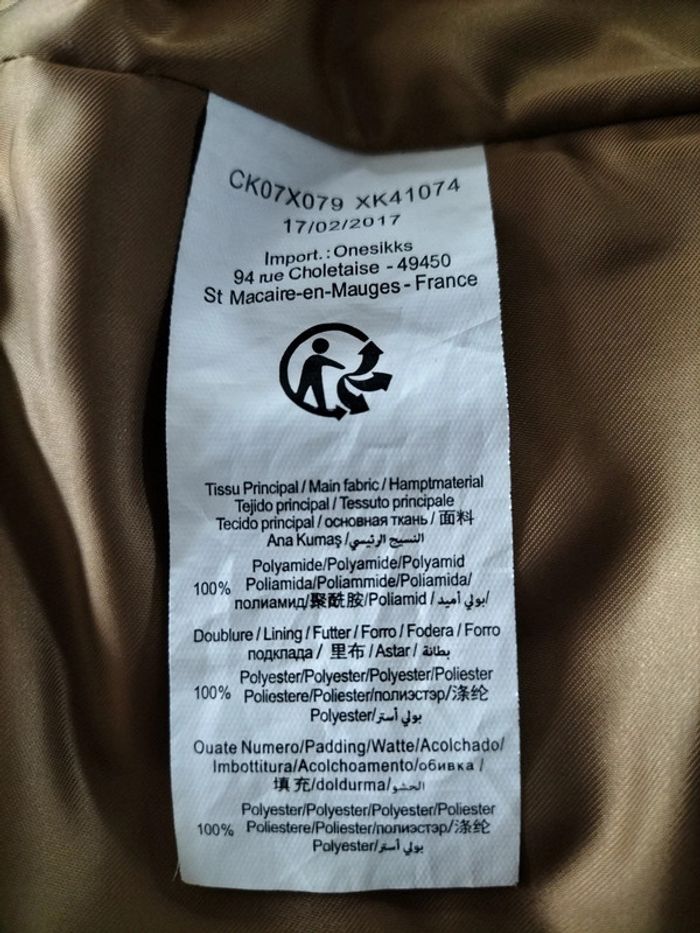 CK07X079 XK41074
17/02/2017
Import.: Onesikks
94 rue Choletaise - 49450
St Macaire-en-Mauges - France
Tissu Principal / Main fabric / Hamptmaterial
Tejido principal / Tessuto principale
Tecido principal / основная ткань / 面料
Ana Kumaş / النسيج الرئيسي
Polyamide/Polyamide/Polyamid
100% Poliamida/Poliammide/Poliamida/
полиамид/聚酰胺/Poliamid / بولي أميد/
Doublure / Lining / Futter / Forro / Fodera / Forro
подклада / 里布 / Astar / بطانة
Polyester/Polyester/Polyester/Poliester
100% Poliestere/Poliester/полиэстэр/涤纶
Polyester/بولي أستر
Ouate Numero/Padding/Watte/Acolchado/
Imbottitura/Acolchoamento/обивка /
填充/doldurma/الحشو
Polyester/Polyester/Polyester/Poliester
100% Poliestere/Poliester/полиэстэр/涤纶
Polyester/بولي أستر